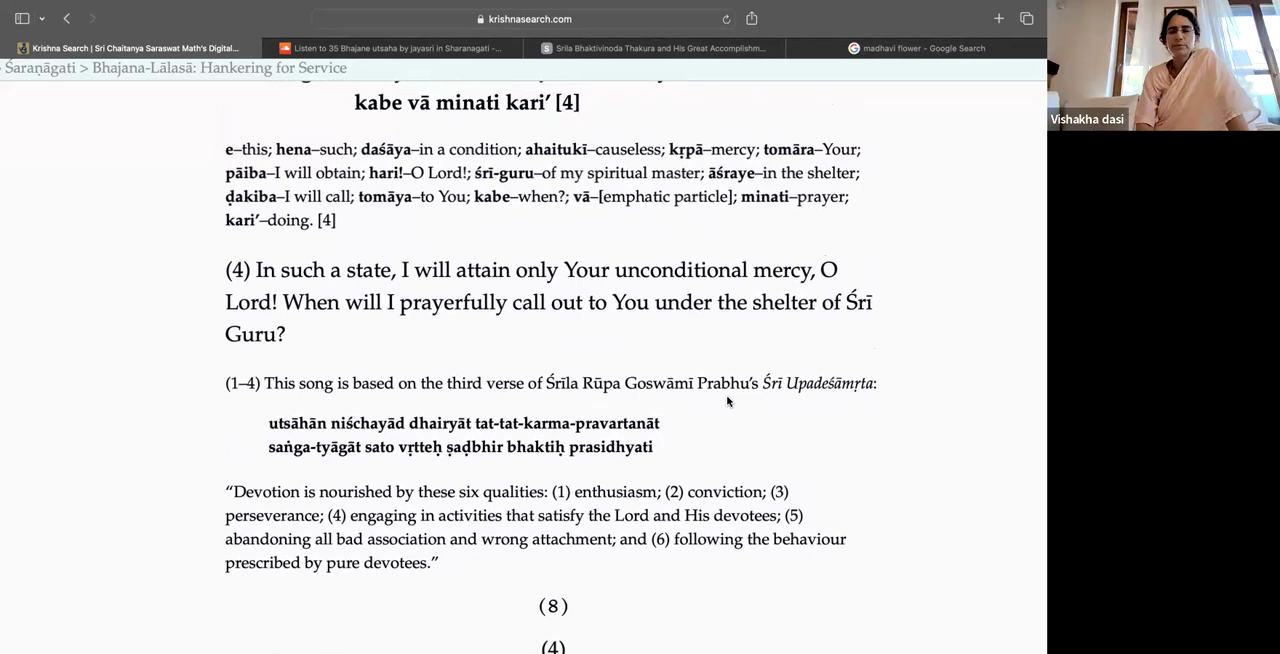 krishnasearch.com
Krishna Search | Sri Chaitanya Saraswat Math's Digital...
Listen to 35 Bhajane utsaha by jayasri in Sharanagati -...
Srila Bhaktivinoda Thakura and His Great Accomplishm...
madhavi flower - Google Search
Śaraṇāgati > Bhajana-Lālasā: Hankering for Service
kabe vā minati kari’ [4]
e–this; hena–such; daśāya–in a condition; ahaitukī–causeless; kṛpā–mercy; tomāra–Your;
pāiba–I will obtain; hari!–O Lord!; śrī-guru–of my spiritual master; āśraye–in the shelter;
ḍakiba–I will call; tomāya–to You; kabe–when?; vā–[emphatic particle]; minati–prayer;
kari’–doing. [4]
(4) In such a state, I will attain only Your unconditional mercy, O
Lord! When will I prayerfully call out to You under the shelter of Śrī
Guru?
(1–4) This song is based on the third verse of Śrīla Rūpa Goswāmī Prabhu’s Śrī Upadeśāmṛta:
utsāhān niśchayād dhairyāt tat-tat-karma-pravartanāt
saṅga-tyāgāt sato vṛtteḥ ṣaḍbhir bhaktiḥ prasidhyati
“Devotion is nourished by these six qualities: (1) enthusiasm; (2) conviction; (3)
perseverance; (4) engaging in activities that satisfy the Lord and His devotees; (5)
abandoning all bad association and wrong attachment; and (6) following the behaviour
prescribed by pure devotees.”
(8)
(4)
Vishakha dasi